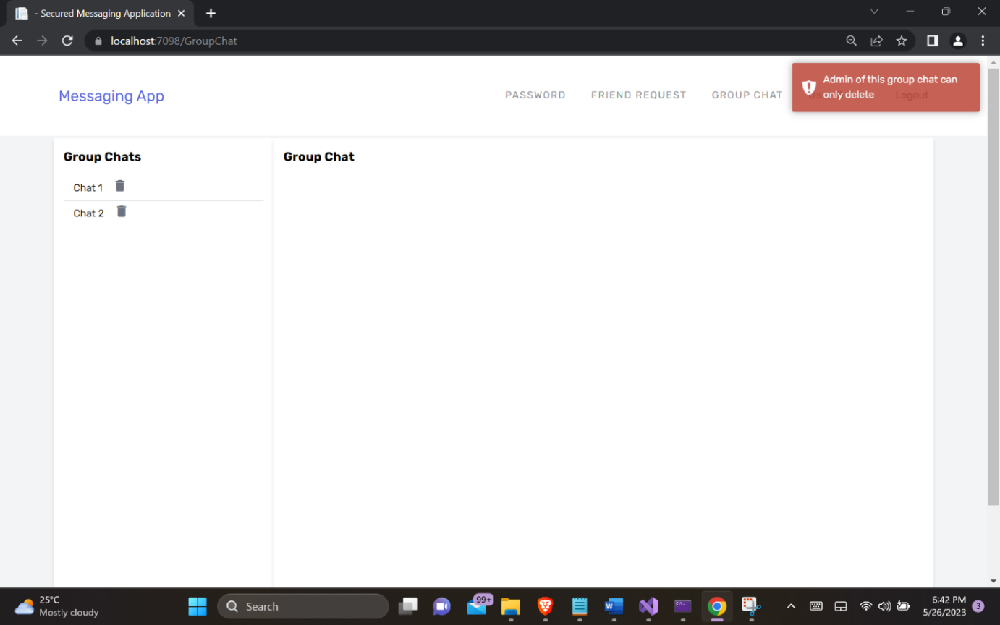 - Secured Messaging Application
localhost:7098/GroupChat
Messaging App
PASSWORD
FRIEND REQUEST
GROUP CHAT
Admin of this group chat can
only delete
Logout
Group Chats
Group Chat
Chat 1
Chat 2
25°C
Mostly cloudy
Search
99+
6:42 PM
5/26/2023
3